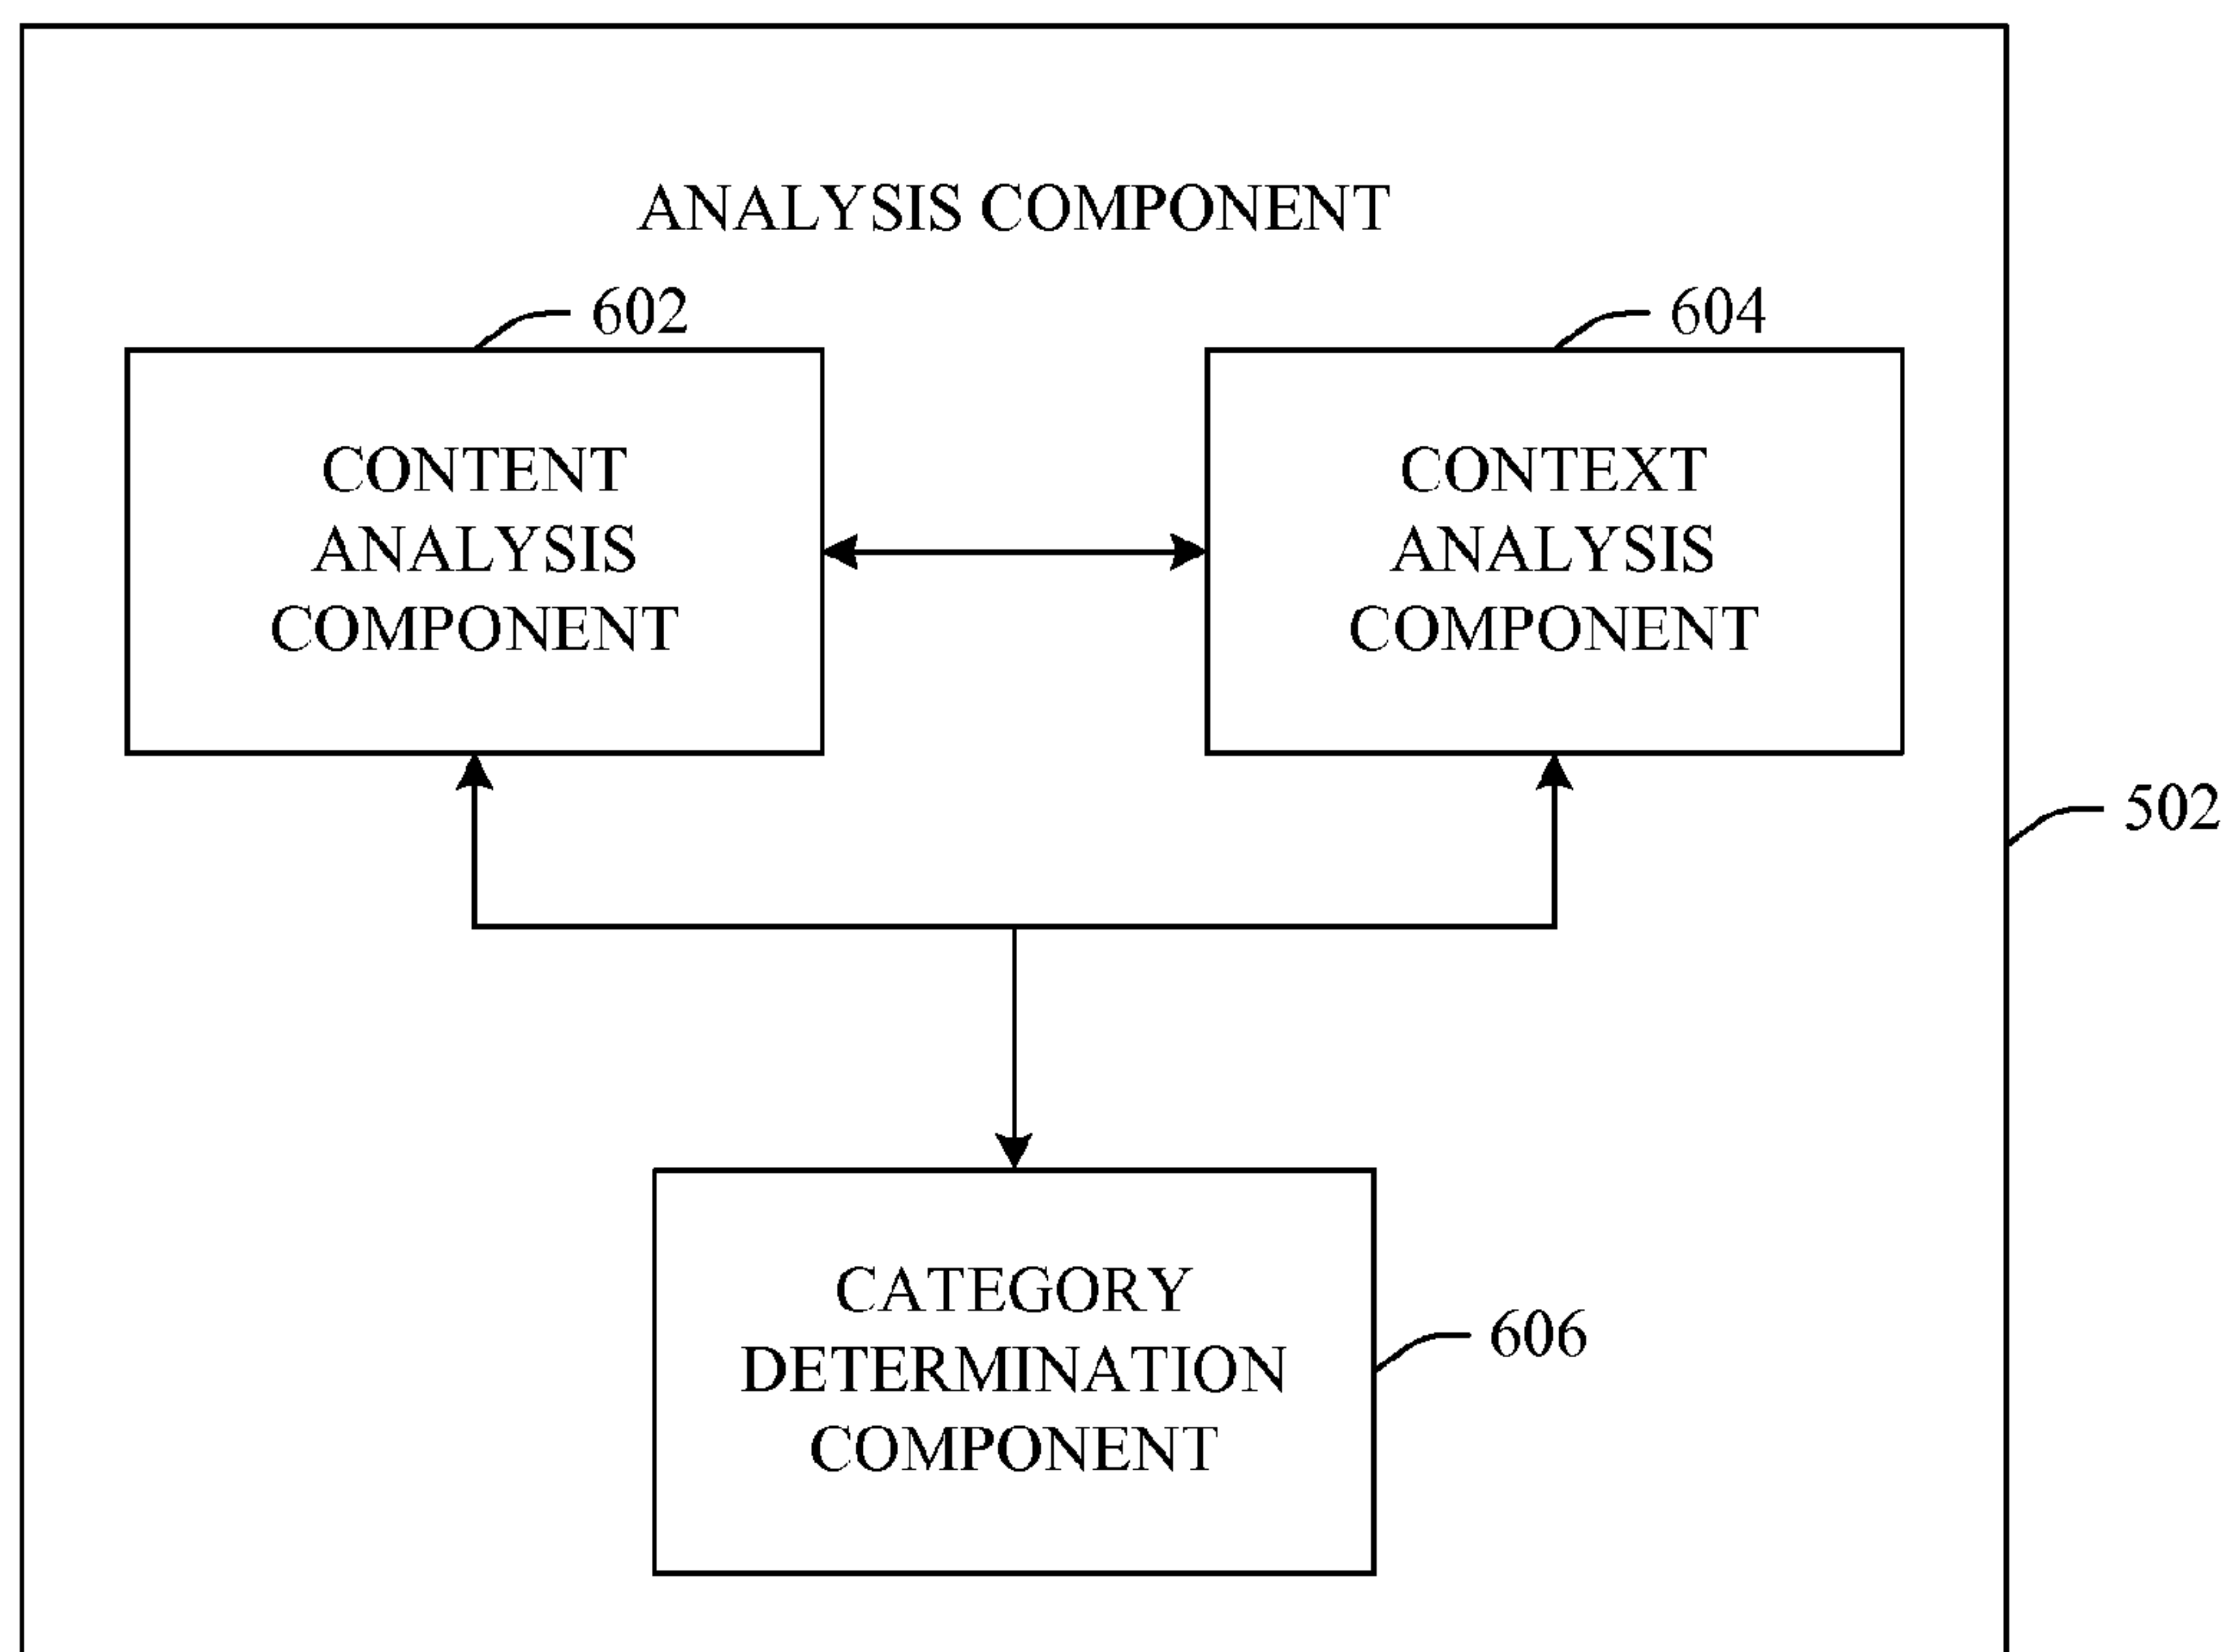 ANALYSIS COMPONENT
602
604
CONTENT
ANALYSIS
COMPONENT
CONTEXT
ANALYSIS
COMPONENT
502
CATEGORY
DETERMINATION
COMPONENT
606